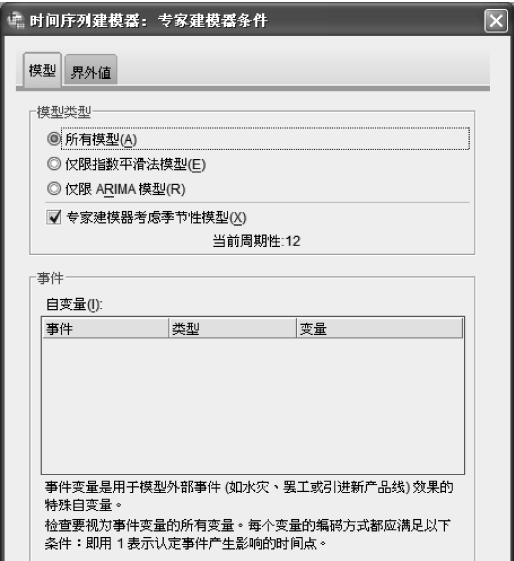 时间序列建模器：专家建模器条件
模型 界外值
模型类型
所有模型(A)
仅限指数平滑法模型(E)
仅限 ARIMA 模型(R)
专家建模器考虑季节性模型(X)
当前周期性:12
事件
自变量(I):
事件 类型 变量
事件变量是用于模型外部事件 (如水灾、罢工或引进新产品线) 效果的
特殊自变量。
检查要视为事件变量的所有变量。每个变量的编码方式都应满足以下
条件：即用 1 表示认定事件产生影响的时间点。